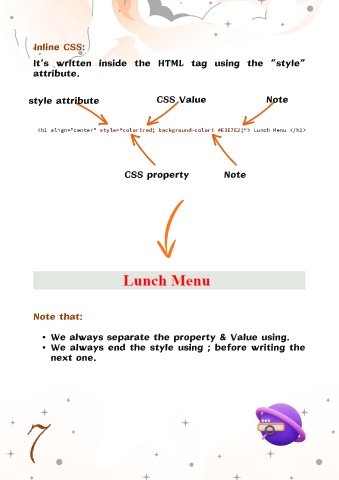 Inline CSS:
It's written inside the HTML tag using the "style"
attribute.
style attribute CSS Value Note
<h1 align="center" style="color:red; background-color: #E3E7E2;"> Lunch Menu </h1>
CSS property Note
Lunch Menu
Note that:
• We always separate the property & Value using.
• We always end the style using ; before writing the
next one.
7